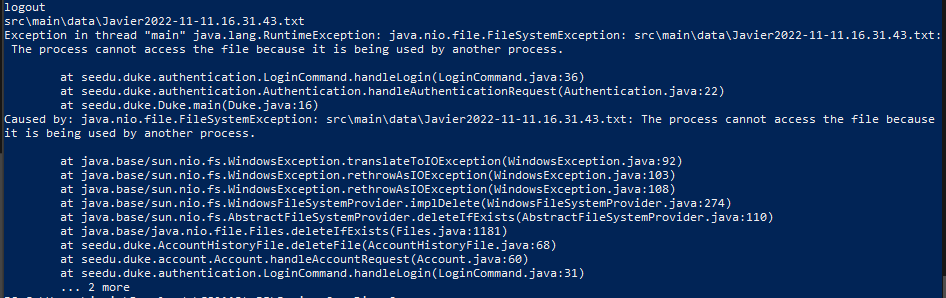 logout
src\main\data\Javier2022-11-11.16.31.43.txt
Exception in thread "main" java.lang.RuntimeException: java.nio.file.FileSystemException: src\main\data\Javier2022-11-11.16.31.43.txt:
 The process cannot access the file because it is being used by another process.
at seedu.duke.authentication.LoginCommand.handleLogin(LoginCommand.java:36)
at seedu.duke.authentication.Authentication.handleAuthenticationRequest(Authentication.java:22)
at seedu.duke.Duke.main(Duke.java:16)
Caused by: java.nio.file.FileSystemException: src\main\data\Javier2022-11-11.16.31.43.txt: The process cannot access the file because
it is being used by another process.
at java.base/sun.nio.fs.WindowsException.translateToIOException(WindowsException.java:92)
at java.base/sun.nio.fs.WindowsException.rethrowAsIOException(WindowsException.java:103)
at java.base/sun.nio.fs.WindowsException.rethrowAsIOException(WindowsException.java:108)
at java.base/sun.nio.fs.WindowsFileSystemProvider.implDelete(WindowsFileSystemProvider.java:274)
at java.base/sun.nio.fs.AbstractFileSystemProvider.deleteIfExists(AbstractFileSystemProvider.java:110)
at java.base/java.nio.file.Files.deleteIfExists(Files.java:1181)
at seedu.duke.AccountHistoryFile.deleteFile(AccountHistoryFile.java:68)
at seedu.duke.account.Account.handleAccountRequest(Account.java:60)
at seedu.duke.authentication.LoginCommand.handleLogin(LoginCommand.java:31)
... 2 more